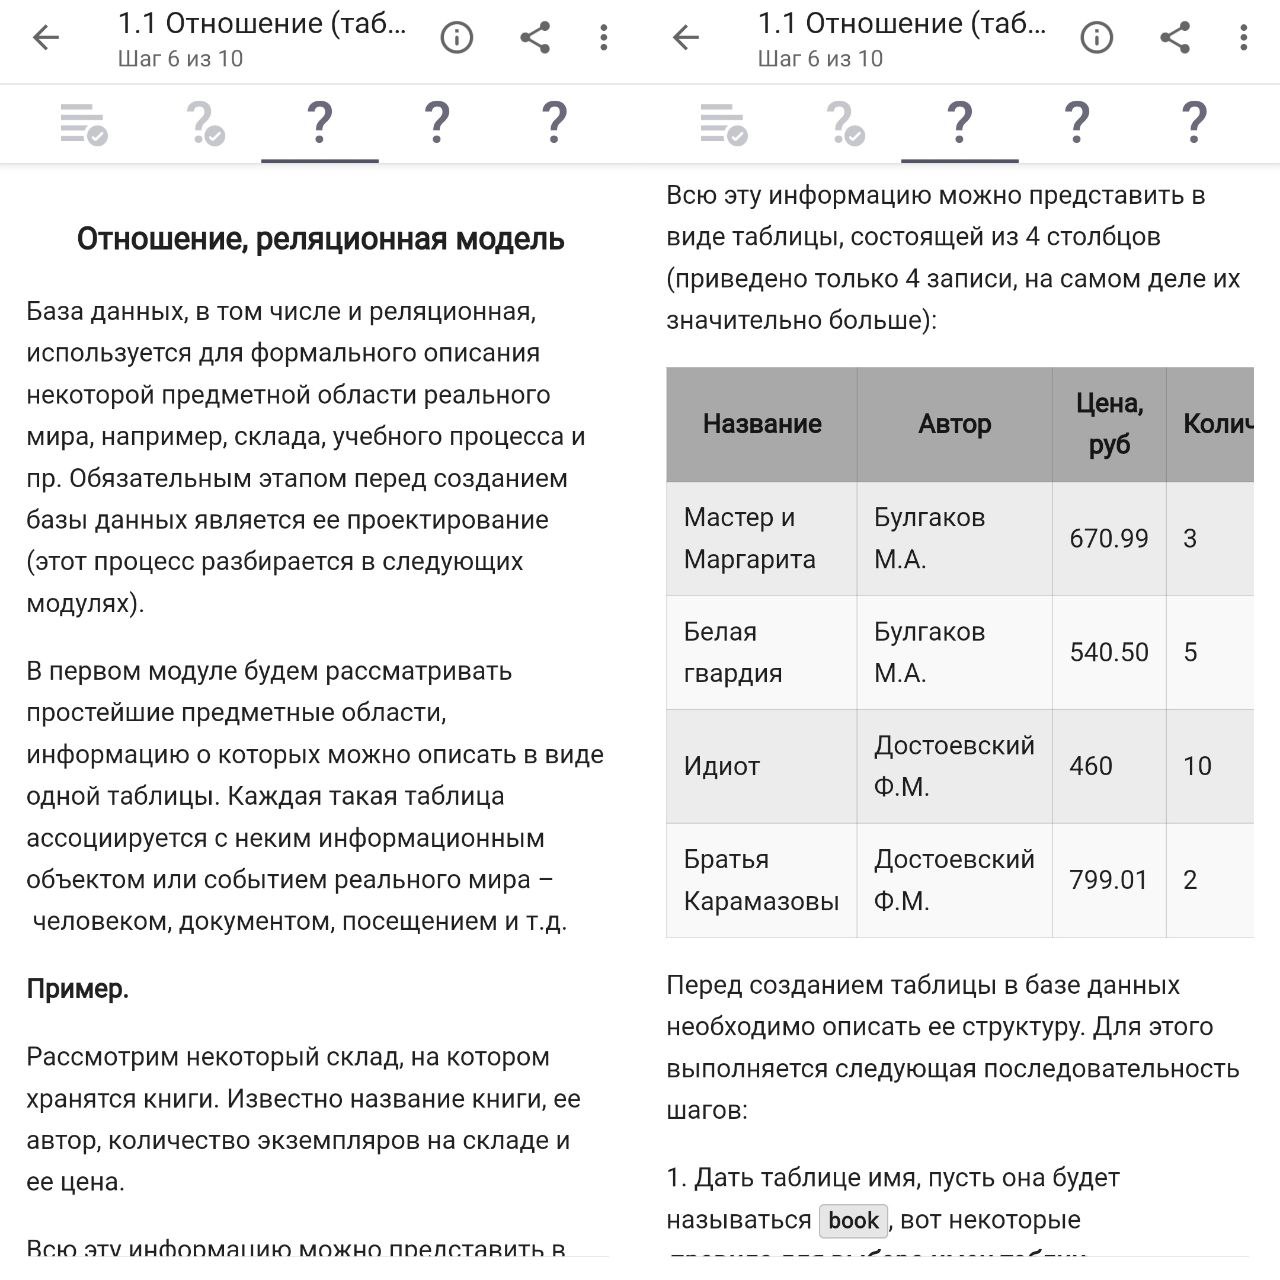 1.1 Отношение (таб...
Шаг 6 из 10
Отношение, реляционная модель
База данных, в том числе и реляционная,
используется для формального описания
некоторой предметной области реального
мира, например, склада, учебного процесса и
пр. Обязательным этапом перед созданием
базы данных является ее проектирование
(этот процесс разбирается в следующих
модулях).
В первом модуле будем рассматривать
простейшие предметные области,
информацию о которых можно описать в виде
одной таблицы. Каждая такая таблица
ассоциируется с неким информационным
объектом или событием реального мира –
человеком, документом, посещением и т.д.
Пример.
Рассмотрим некоторый склад, на котором
хранятся книги. Известно название книги, ее
автор, количество экземпляров на складе и
ее цена.
Всю эту информацию можно представить в
1.1 Отношение (таб...
Шаг 6 из 10
Всю эту информацию можно представить в
виде таблицы, состоящей из 4 столбцов
(приведено только 4 записи, на самом деле их
значительно больше):
Название Автор Цена, руб Колич
Мастер и Маргарита Булгаков М.А. 670.99 3
Белая гвардия Булгаков М.А. 540.50 5
Идиот Достоевский Ф.М. 460 10
Братья Карамазовы Достоевский Ф.М. 799.01 2
Перед созданием таблицы в базе данных
необходимо описать ее структуру. Для этого
выполняется следующая последовательность
шагов:
1. Дать таблице имя, пусть она будет
называться book, вот некоторые